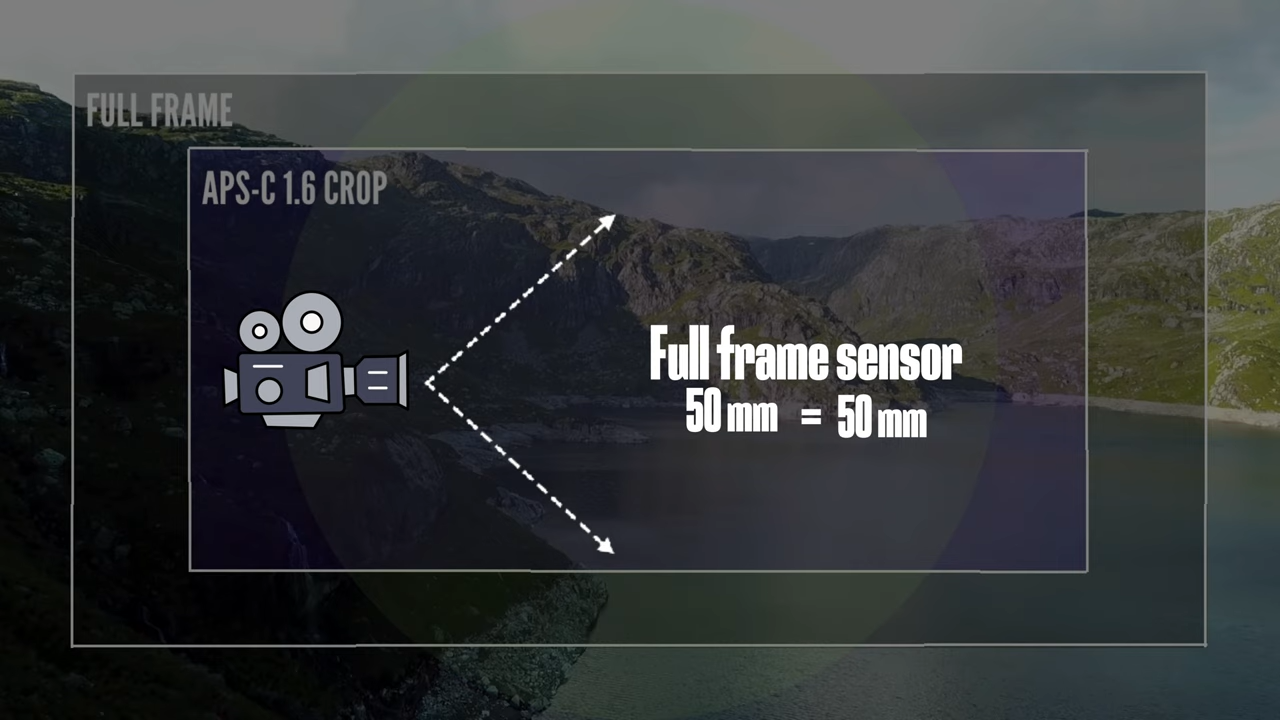 FULL FRAME
APS-C 1.6 CROP
Full frame sensor
50 mm = 50 mm